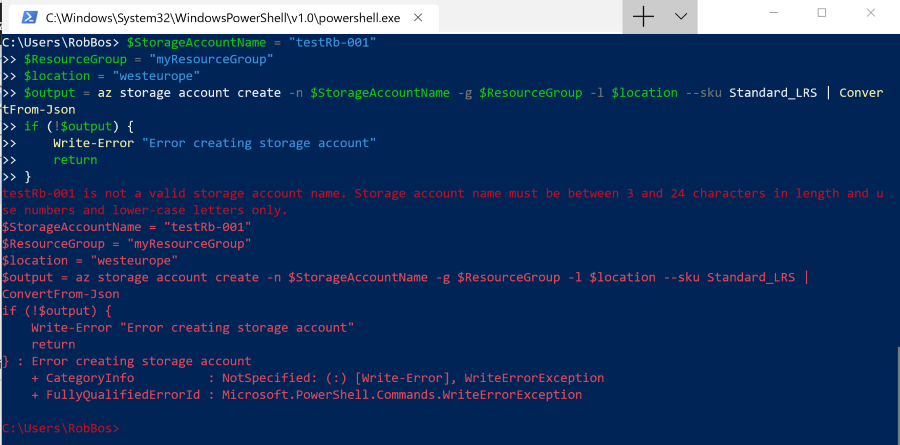 C:\Windows\System32\WindowsPowerShell\v1.0\powershell.exe
C:\Users\RobBos> $StorageAccountName = "testRb-001"
>> $ResourceGroup = "myResourceGroup"
>> $location = "westeurope"
>> $output = az storage account create -n $StorageAccountName -g $ResourceGroup -l $location --sku Standard_LRS | Conver
tFrom-Json
>> if (!$output) {
>>     Write-Error "Error creating storage account"
>>     return
>> }
testRb-001 is not a valid storage account name. Storage account name must be between 3 and 24 characters in length and u
se numbers and lower-case letters only.
$StorageAccountName = "testRb-001"
$ResourceGroup = "myResourceGroup"
$location = "westeurope"
$output = az storage account create -n $StorageAccountName -g $ResourceGroup -l $location --sku Standard_LRS |
ConvertFrom-Json
if (!$output) {
    Write-Error "Error creating storage account"
    return
} : Error creating storage account
    + CategoryInfo          : NotSpecified: (:) [Write-Error], WriteErrorException
    + FullyQualifiedErrorId : Microsoft.PowerShell.Commands.WriteErrorException
C:\Users\RobBos>